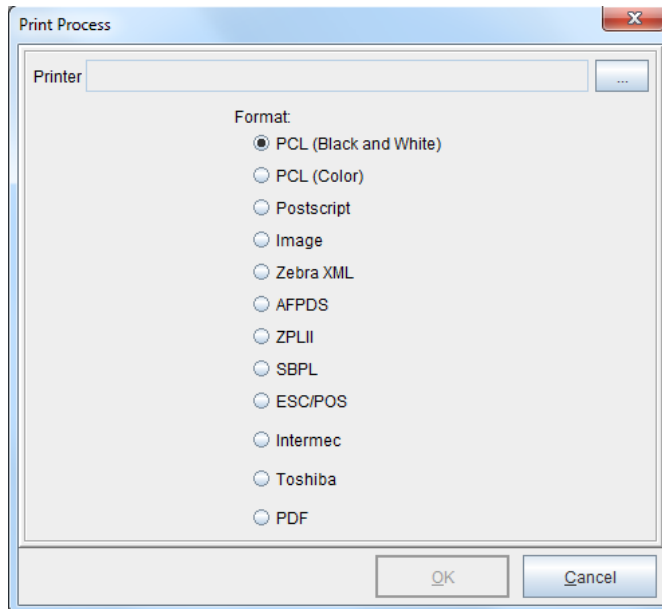 Print Process
Printer ...
Format:
PCL (Black and White)
PCL (Color)
Postscript
Image
Zebra XML
AFPDS
ZPLII
SBPL
ESC/POS
Intermec
Toshiba
PDF
OK Cancel